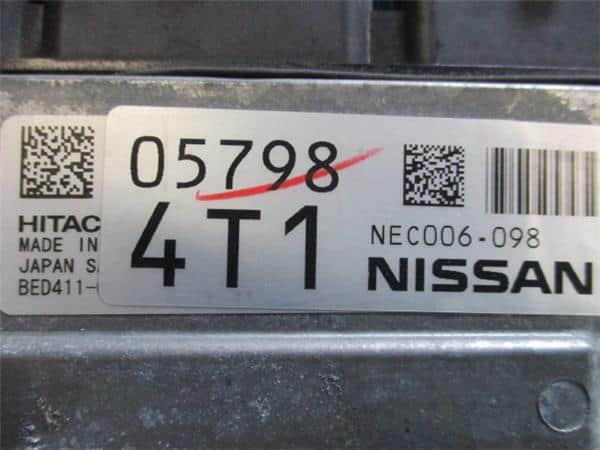 05798
4T1
NEC006-098
NISSAN
HITAC
MADE IN
JAPAN
BED411-